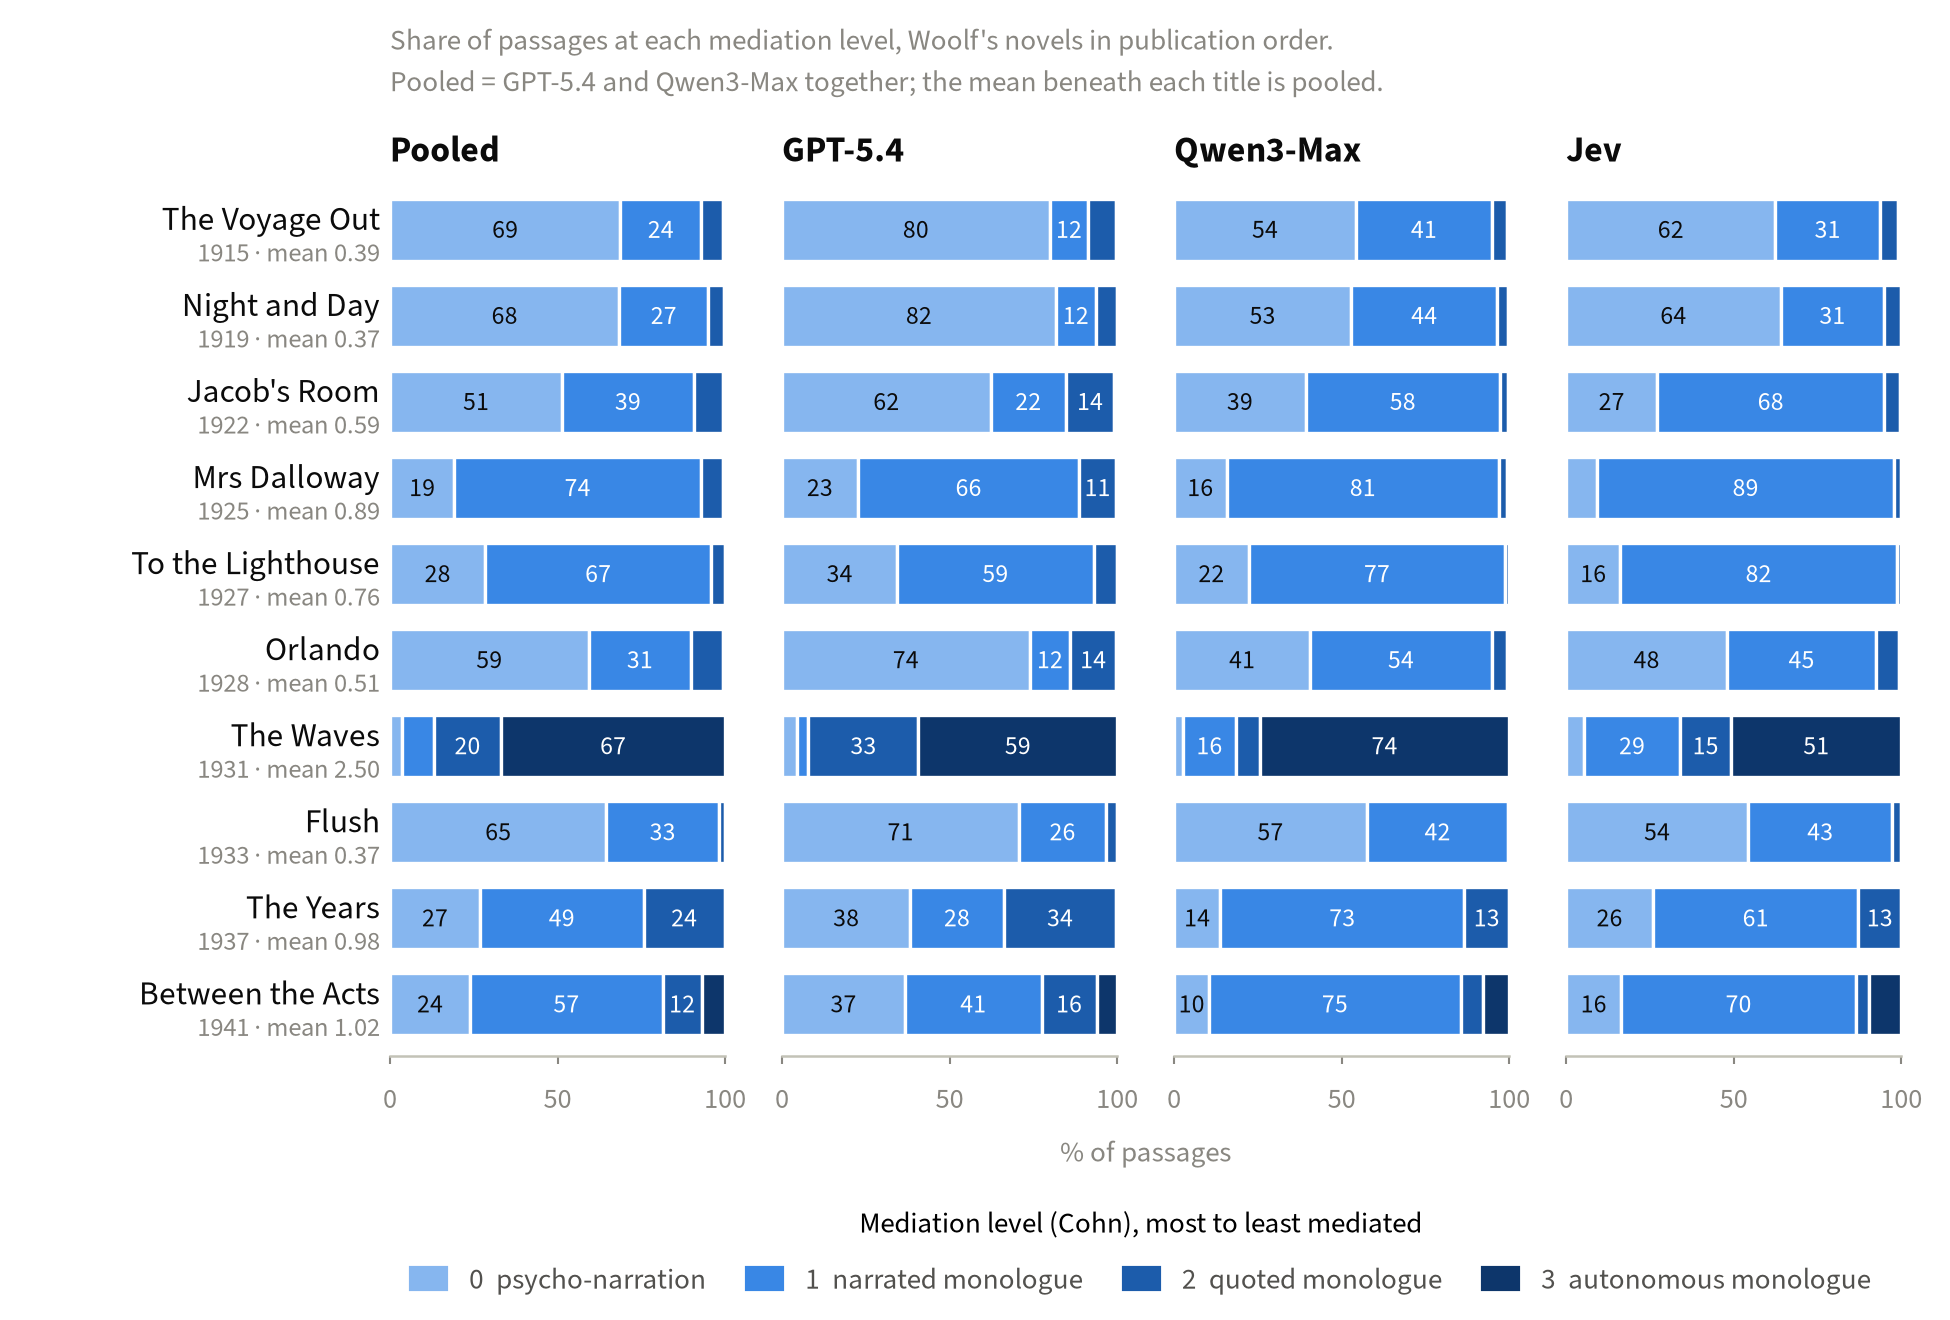 Share of passages at each mediation level, Woolf's novels in publication order.
Pooled = GPT-5.4 and Qwen3-Max together; the mean beneath each title is pooled.
Pooled GPT-5.4 Qwen3-Max Jev
The Voyage Out 69 24 80 12 54 41 62 31
1915 · mean 0.39
Night and Day 68 27 82 12 53 44 64 31
1919 · mean 0.37
Jacob's Room 51 39 62 22 14 39 58 27 68
1922 · mean 0.59
Mrs Dalloway 19 74 23 66 11 16 81 89
1925 · mean 0.89
To the Lighthouse 28 67 34 59 22 77 16 82
1927 · mean 0.76
Orlando 59 31 74 12 14 41 54 48 45
1928 · mean 0.51
The Waves 20 67 33 59 16 74 29 15 51
1931 · mean 2.50
Flush 65 33 71 26 57 42 54 43
1933 · mean 0.37
The Years 27 49 24 38 28 34 14 73 13 26 61 13
1937 · mean 0.98
Between the Acts 24 57 12 37 41 16 10 75 16 70
1941 · mean 1.02
0 50 100 0 50 100 0 50 100 0 50 100
% of passages
Mediation level (Cohn), most to least mediated
0 psycho-narration 1 narrated monologue 2 quoted monologue 3 autonomous monologue